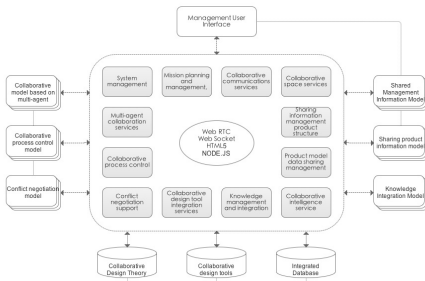 Management User
Interface
Collaborative
model based on
multi-agent
Collaborative
process control
model
Conflict negotiation
model
System
management
Mission planning
and
management,
Collaborative
communications
services
Collaborative
space services
Multi-agent
collaboration
services
Sharing
information
management
product
structure
Web RTC
Web Socket
HTML5
NODE.JS
Collaborative
process control
Product model
data sharing
management
Conflict
negotiation
support
Collaborative
design tool
integration
services
Knowledge
management
and integration
Collaborative
intelligence
service
Shared
Management
Information Model
Sharing product
information model
Knowledge
Integration Model
Collaborative
Design Theory
Collaborative
design tools
Integrated
Database